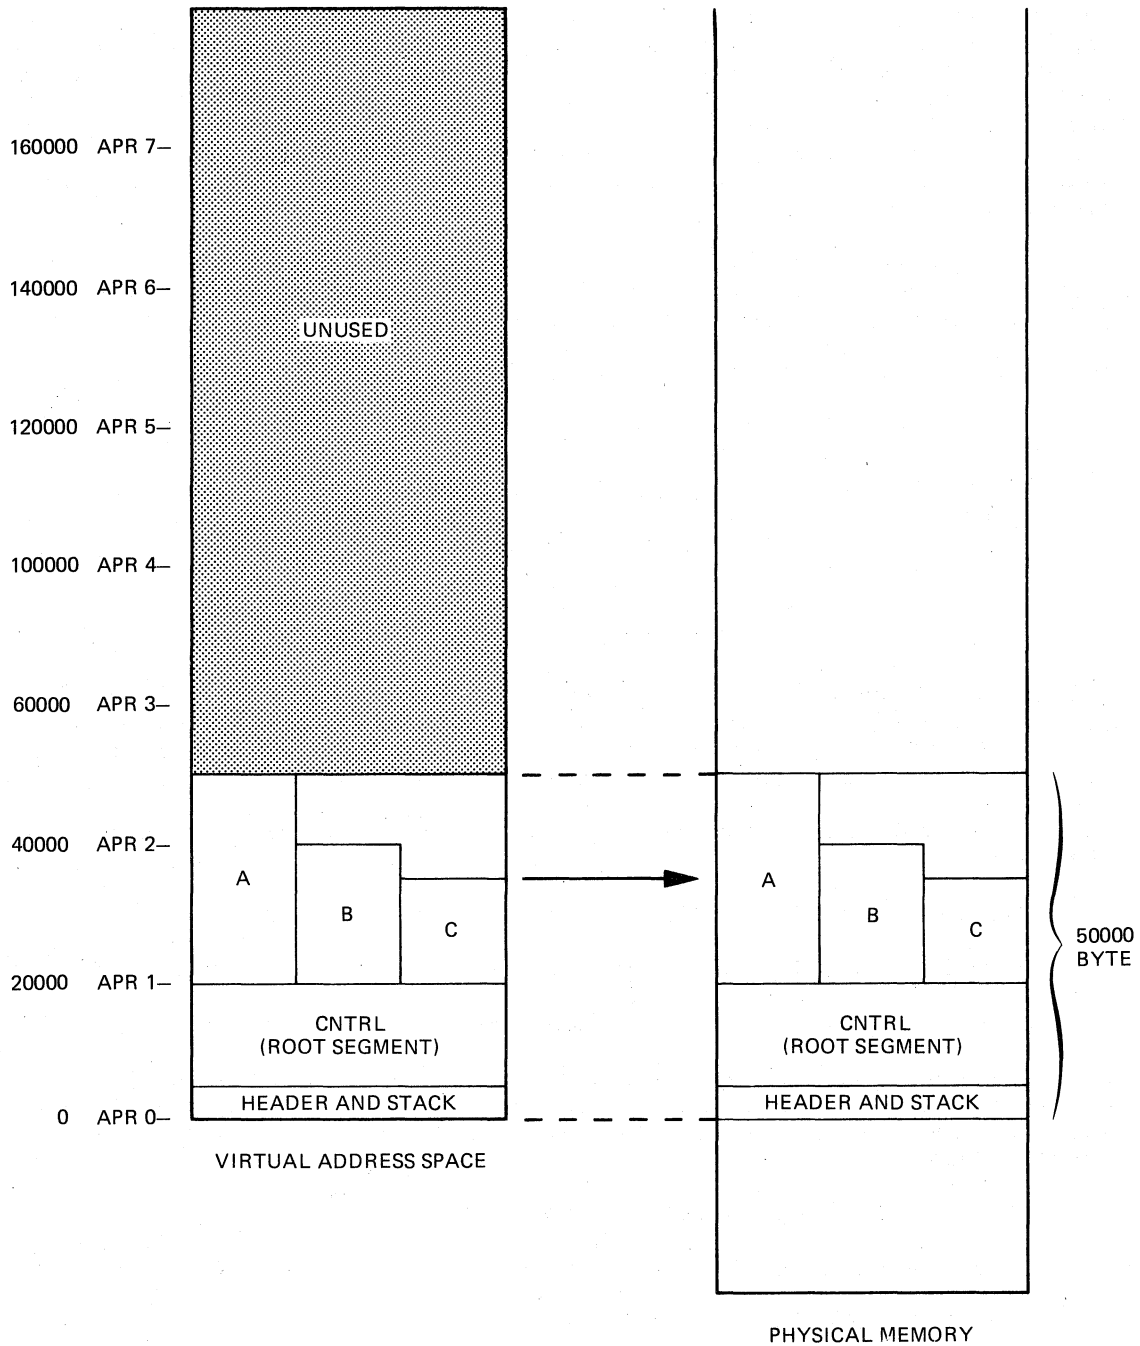 160000 APR 7–
140000 APR 6–
UNUSED
120000 APR 5–
100000 APR 4–
60000 APR 3–
40000 APR 2–
A
B
C
A
B
C
50000
BYTE
20000 APR 1–
CNTRL
(ROOT SEGMENT)
CNTRL
(ROOT SEGMENT)
HEADER AND STACK
HEADER AND STACK
0 APR 0–
VIRTUAL ADDRESS SPACE
PHYSICAL MEMORY